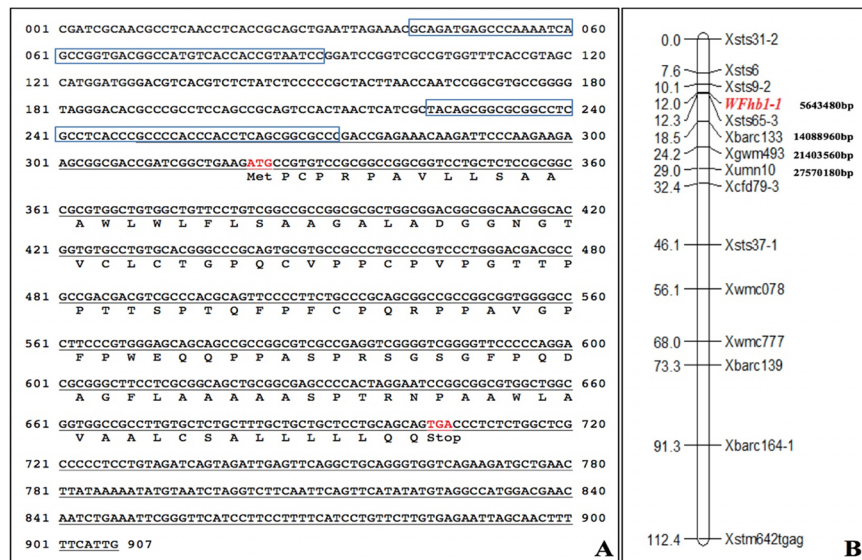 001 CGATCGCAACGCCTCAACCTCACCGCAGCTGAATTAGAAACGCAGATGAGCCCAAAATCA 060
061 GCCGGTGACGGCCATGTCACCACCGTAATCCGGATCCGGTCGCCGTGGTTTCACCGTAGC 120
121 CATGGATGGGACGTCACGTCTCTATCTCCCCCGCTACTTAACCAATCCGGCGTGCCGGGG 180
181 TAGGGACACGCCCGCCTCCAGCCGCAGTCCACTAACTCATCGCTACAGCGGCGCGGCCTC 240
241 GCCTCACCCGCCCCACCCACCTCAGCGGCGCCCGACCGAGAAACAAGATTCCCAAGAAGA 300
301 AGCGGCGACCGATCGGCTGAAGATGCCGTGTCCGCGGCCGGCGGTCCTGCTCTCCGCGGC 360
Met P C P R P A V L L S A A
361 CGCGTGGCTGTGGCTGTTCCTGTCGGCCGCCGGCGCGCTGGCGGACGGCGGCAACGGCAC 420
A W L W L F L S A A G A L A D G G N G T
421 GGTGTGCCTGTGCACGGGCCCGCAGTGCGTGCCGCCCTGCCCCGTCCCTGGGACGACGCC 480
V C L C T G P Q C V P P C P V P G T T P
481 GCCGACGACGTCGCCCACGCAGTTCCCCTTCTGCCCGCAGCGGCCGCCGGCGGTGGGGCC 560
P T T S P T Q F P F C P Q R P P A V G P
561 CTTCCCGTGGGAGCAGCAGCCGCCGGCGTCGCCGAGGTCGGGGTCGGGGTTCCCCCAGGA 600
F P W E Q Q P P A S P R S G S G F P Q D
601 CGCGGGCTTCCTCGCGGCAGCTGCGGCGAGCCCCACTAGGAATCCGGCGGCGTGGCTGGC 660
A G F L A A A A A S P T R N P A A W L A
661 GGTGGCCGCCTTGTGCTCTGCTTTGCTGCTGCTCCTGCAGCAGTGACCCTCTCTGGCTCG 720
V A A L C S A L L L L L Q Q Stop
721 CCCCCTCCTGTAGATCAGTAGATTGAGTTCAGGCTGCAGGGTGGTCAGAAGATGCTGAAC 780
781 TTATAAAAATATGTAATCTAGGTCTTCAATTCAGTTCATATATGTAGGCCATGGACGAAC 840
841 AATCTGAAATTCGGGTTCATCCTTCCTTTTCATCCTGTTCTTGTGAGAATTAGCAACTTT 900
901 TTCATTG 907
A
0.0 Xsts31-2
7.6 Xsts6
10.1 Xsts9-2
12.0 WFhb1-1 5643480bp
12.3 Xsts65-3
18.5 Xbarc133 14088960bp
24.2 Xgwm493 21403560bp
29.0 Xumn10 27570180bp
32.4 Xcfd79-3
46.1 Xsts37-1
56.1 Xwmc078
68.0 Xwmc777
73.3 Xbarc139
91.3 Xbarc164-1
112.4 Xstm642tgag
B